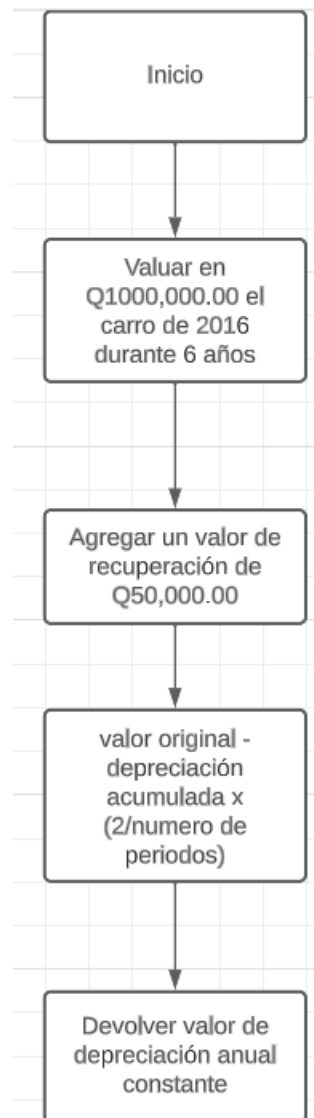 Inicio
Valuar en
Q1000,000.00 el
carro de 2016
durante 6 años
Agregar un valor de
recuperación de
Q50,000.00
valor original -
depreciación
acumulada x
(2/numero de
periodos)
Devolver valor de
depreciación anual
constante